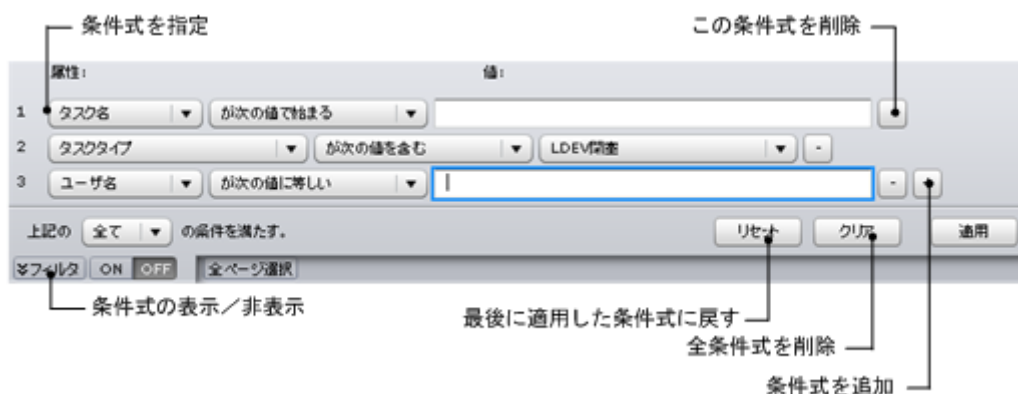 条件式を指定
この条件式を削除
属性: 値:
1 タスク名 が次の値で始まる
2 タスクタイプ が次の値を含む LDEV閉塞 -
3 ユーザ名 が次の値に等しい -
上記の 全て の条件を満たす。 リセット クリア 適用
フィルタ ON OFF 全ページ選択
条件式の表示/非表示
最後に適用した条件式に戻す
全条件式を削除
条件式を追加